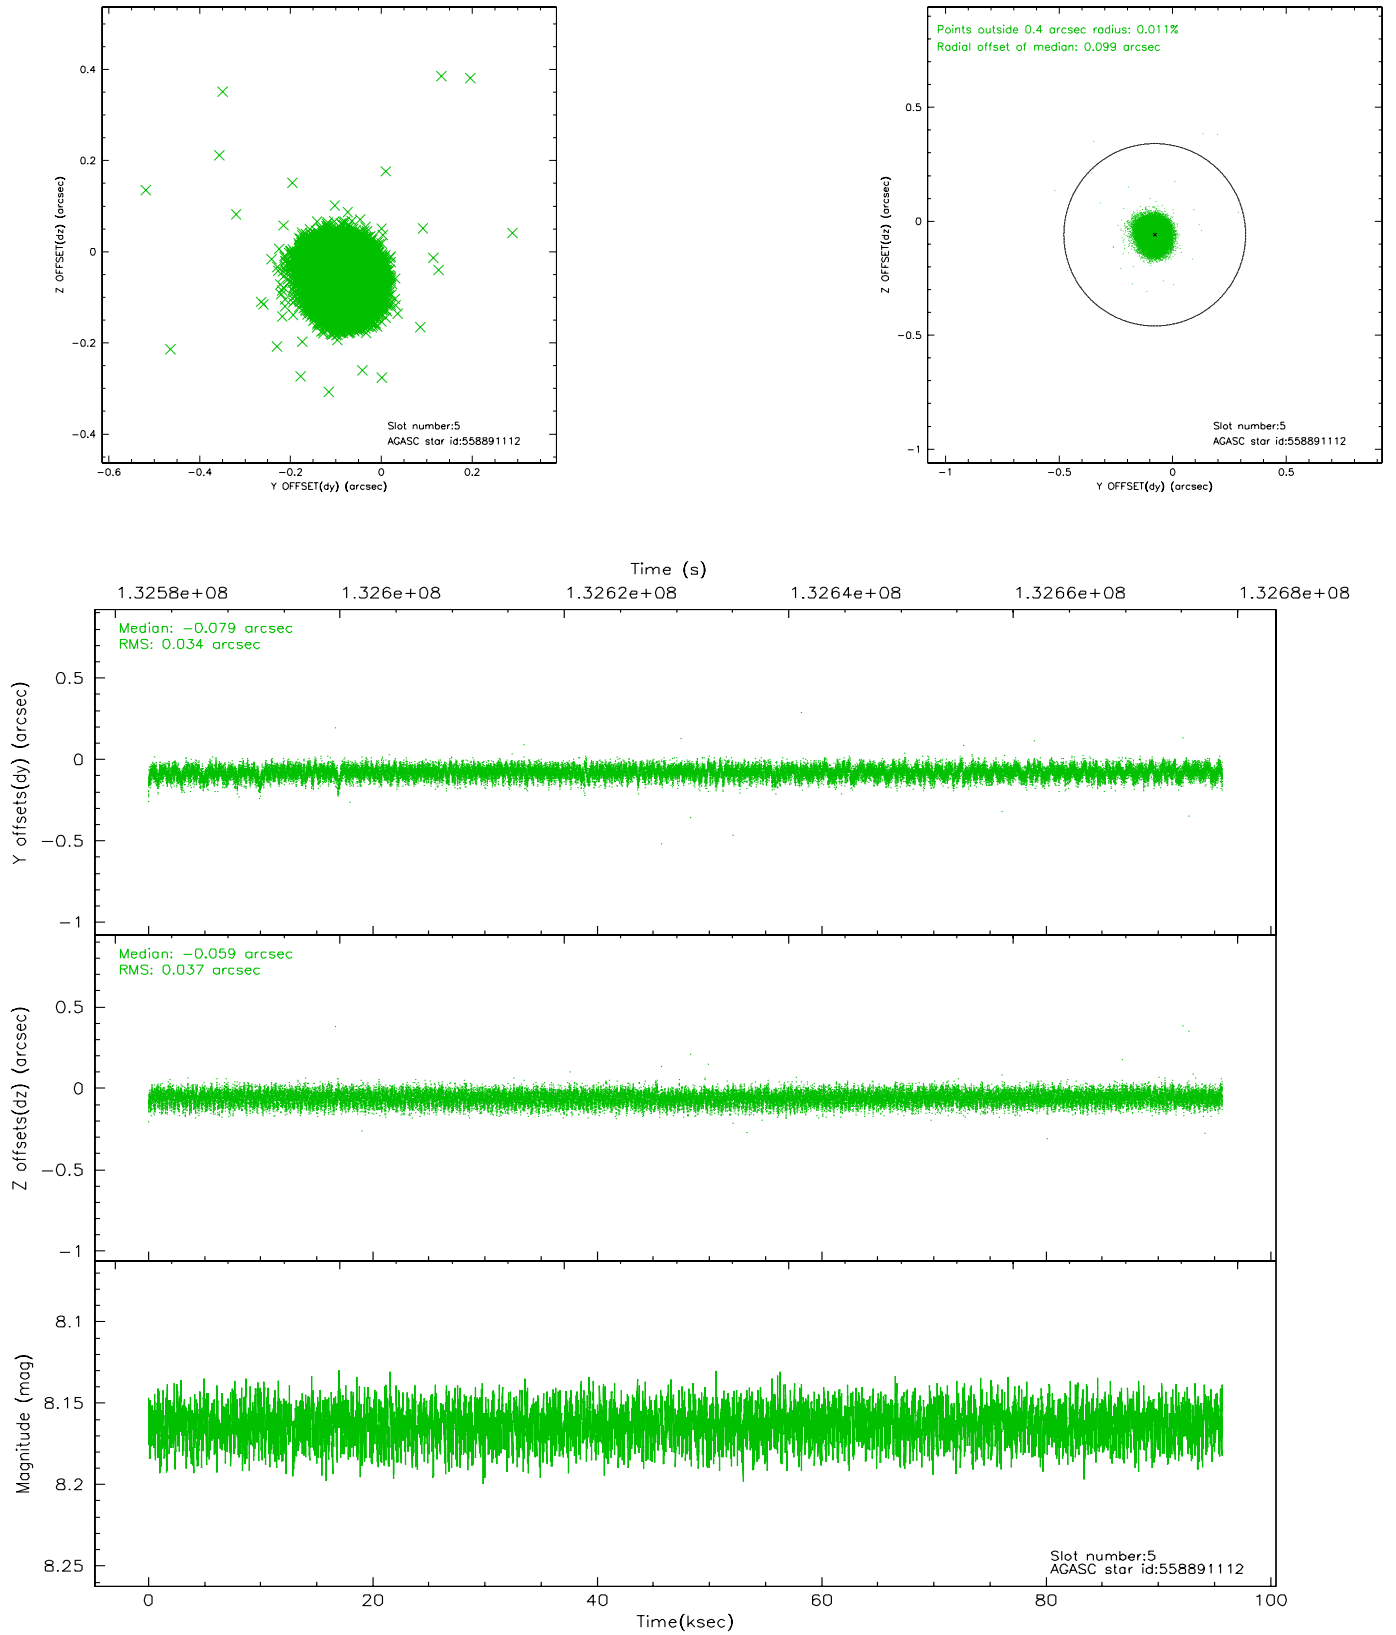 0.4
0.2
0
−0.2
−0.4
Z OFFSET(dz) (arcsec)
Slot number:5
AGASC star id:558891112
−0.6 −0.4 −0.2 0 0.2
Y OFFSET(dy) (arcsec)
Points outside 0.4 arcsec radius: 0.011%
Radial offset of median: 0.099 arcsec
0.5
0
−0.5
−1
Z OFFSET(dz) (arcsec)
Slot number:5
AGASC star id:558891112
−1 −0.5 0 0.5
Y OFFSET(dy) (arcsec)
Time (s)
1.3258e+08 1.326e+08 1.3262e+08 1.3264e+08 1.3266e+08 1.3268e+08
Median: −0.079 arcsec
RMS: 0.034 arcsec
0.5
0
−0.5
−1
Y offsets(dy) (arcsec)
Median: −0.059 arcsec
RMS: 0.037 arcsec
0.5
0
−0.5
−1
Z offsets(dz) (arcsec)
8.1
8.15
8.2
8.25
Magnitude (mag)
Slot number:5
AGASC star id:558891112
0 20 40 60 80 100
Time(ksec)